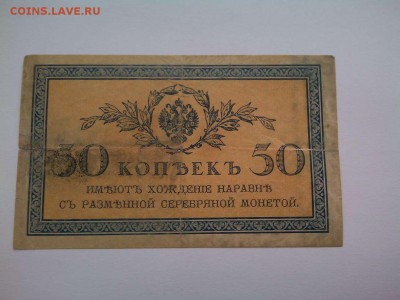 COINS.LAVE.RU
50 КОПѢЕКЪ 50
ИМѢЮТЪ ХОЖДЕНІЕ НАРАВНѢ
СЪ РАЗМѢННОЙ СЕРЕБРЯНОЙ МОНЕТОЙ.